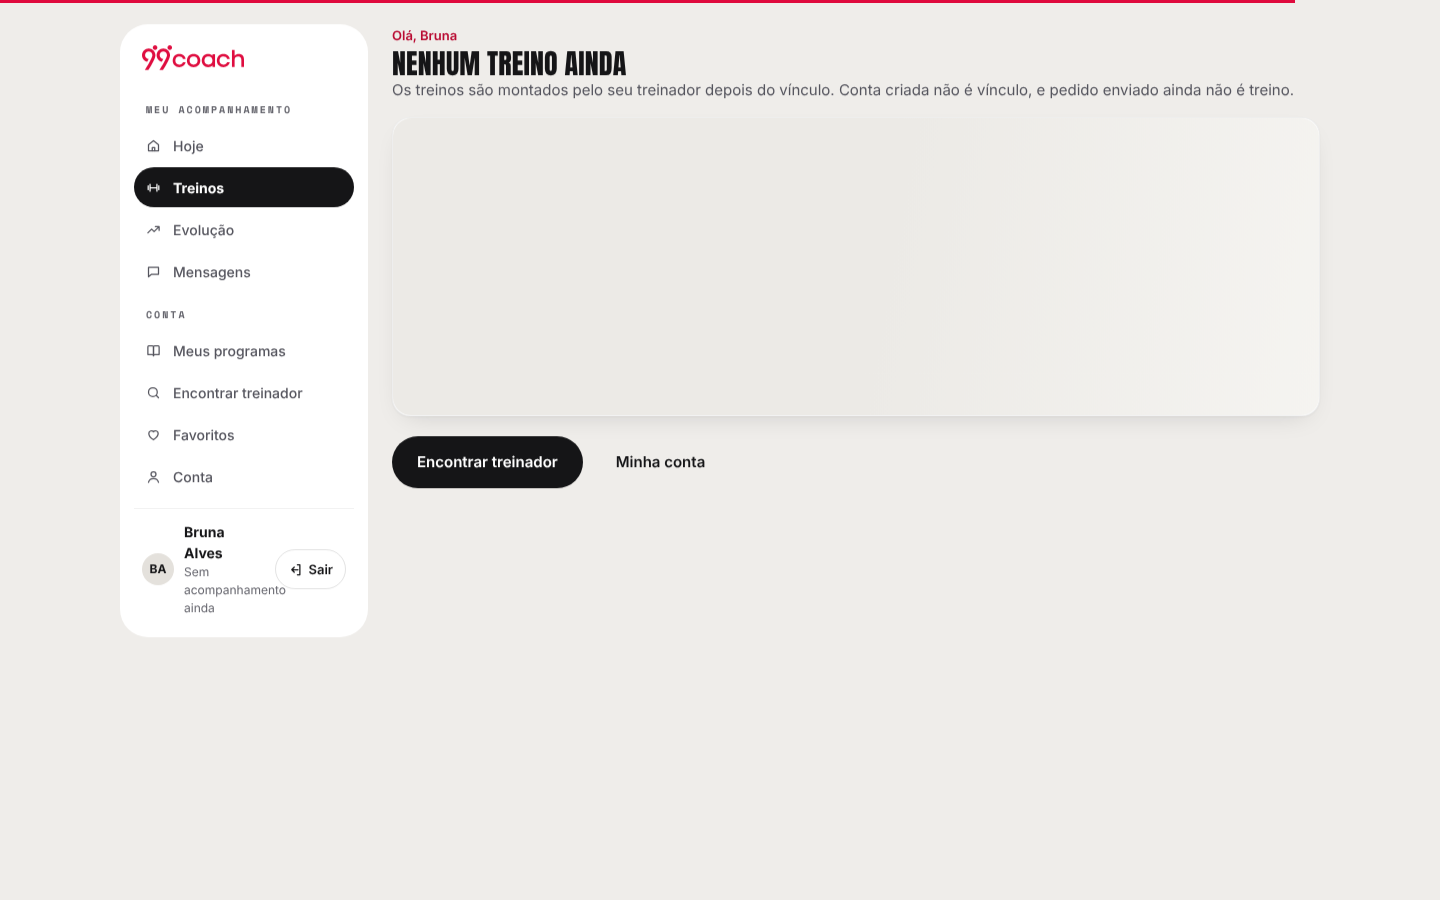 99coach
MEU ACOMPANHAMENTO
Hoje
Treinos
Evolução
Mensagens
CONTA
Meus programas
Encontrar treinador
Favoritos
Conta
BA
Bruna
Alves
Sem
acompanhamento
ainda
Sair
Olá, Bruna
NENHUM TREINO AINDA
Os treinos são montados pelo seu treinador depois do vínculo. Conta criada não é vínculo, e pedido enviado ainda não é treino.
Encontrar treinador
Minha conta